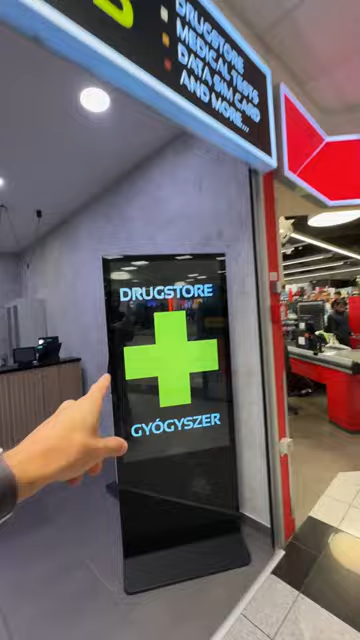 DRUGSTORE
MEDICAL TESTS
DATA SIM CARD
AND MORE...
DRUGSTORE
GYÓGYSZER